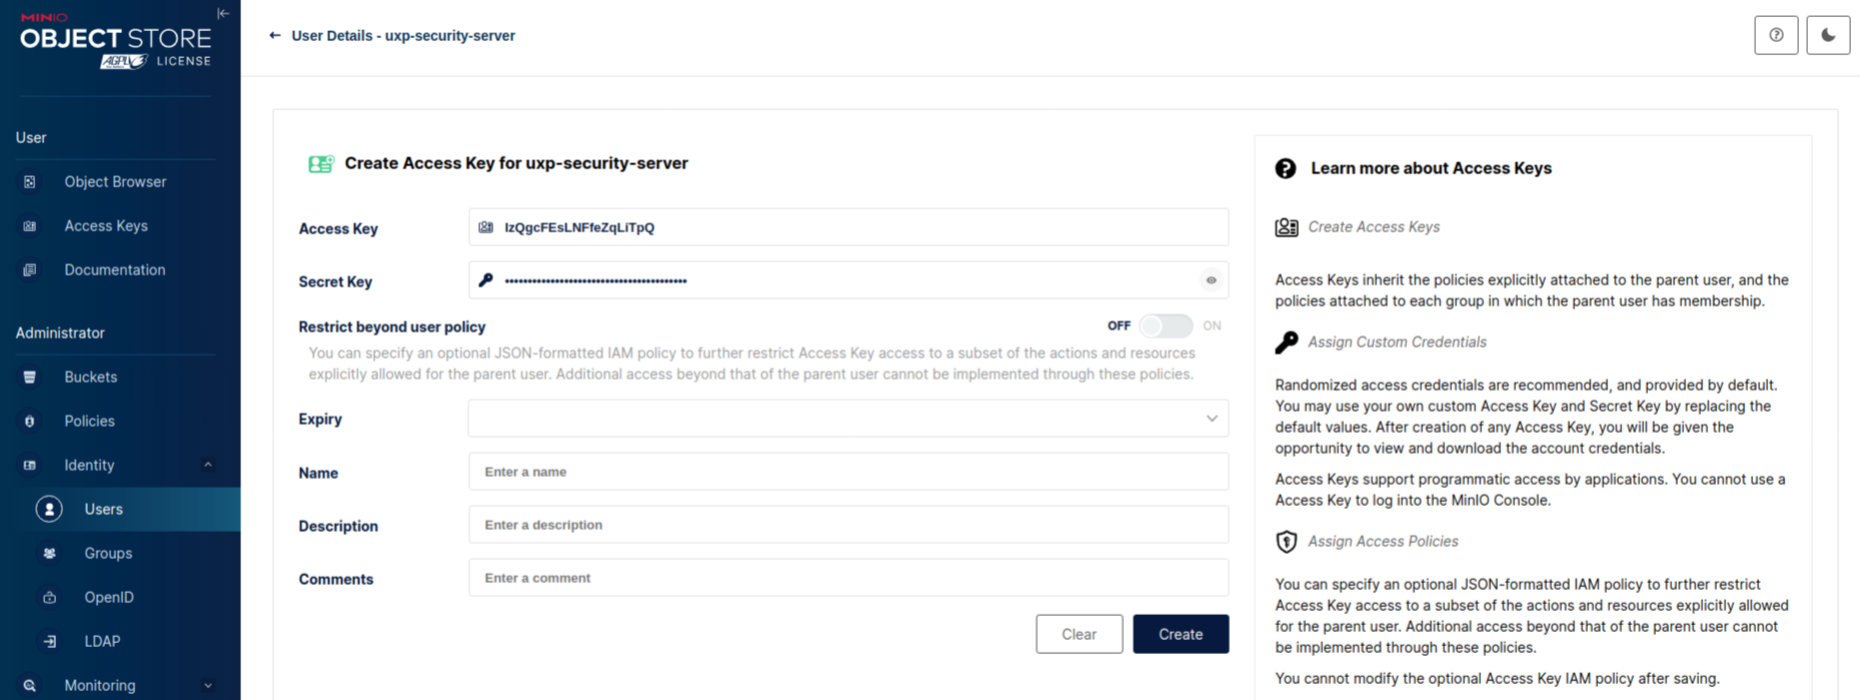 MINIO
OBJECT STORE
AGPLv3 LICENSE
User
Object Browser
Access Keys
Documentation
Administrator
Buckets
Policies
Identity
Users
Groups
OpenID
LDAP
Monitoring
User Details - uxp-security-server
Create Access Key for uxp-security-server
Access Key
IzQgcFEsLNFfeZqLiTpQ
Secret Key
••••••••••••••••••••••••••••••••••••••••
Restrict beyond user policy
OFF
ON
You can specify an optional JSON-formatted IAM policy to further restrict Access Key access to a subset of the actions and resources
explicitly allowed for the parent user. Additional access beyond that of the parent user cannot be implemented through these policies.
Expiry
Name
Enter a name
Description
Enter a description
Comments
Enter a comment
Clear
Create
Learn more about Access Keys
Create Access Keys
Access Keys inherit the policies explicitly attached to the parent user, and the
policies attached to each group in which the parent user has membership.
Assign Custom Credentials
Randomized access credentials are recommended, and provided by default.
You may use your own custom Access Key and Secret Key by replacing the
default values. After creation of any Access Key, you will be given the
opportunity to view and download the account credentials.
Access Keys support programmatic access by applications. You cannot use a
Access Key to log into the MinIO Console.
Assign Access Policies
You can specify an optional JSON-formatted IAM policy to further restrict
Access Key access to a subset of the actions and resources explicitly allowed
for the parent user. Additional access beyond that of the parent user cannot
be implemented through these policies.
You cannot modify the optional Access Key IAM policy after saving.